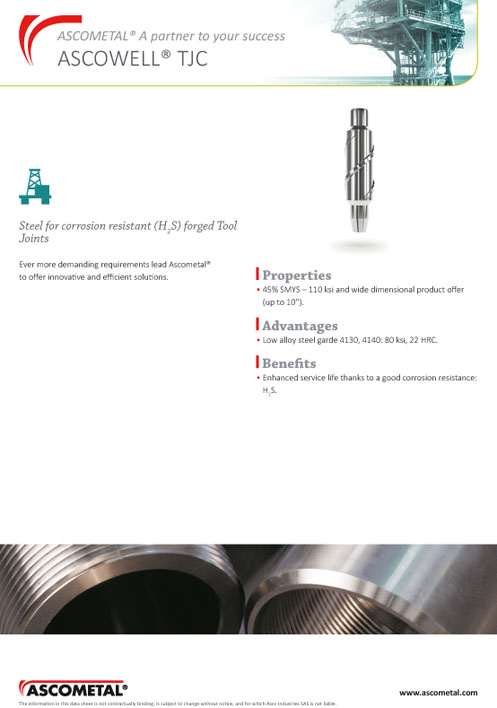 ASCOMETAL® A partner to your success
ASCOWELL® TJC
Steel for corrosion resistant (H₂S) forged Tool
Joints
Ever more demanding requirements lead Ascometal®
to offer innovative and efficient solutions.
Properties
• 45% SMYS – 110 ksi and wide dimensional product offer
(up to 10").
Advantages
• Low alloy steel garde 4130, 4140: 80 ksi, 22 HRC.
Benefits
• Enhanced service life thanks to a good corrosion resistance:
H₂S.
ASCOMETAL®
www.ascometal.com
The information in this data sheet is not contractually binding, is subject to change without notice, and for which Asco Industries SAS is not liable.